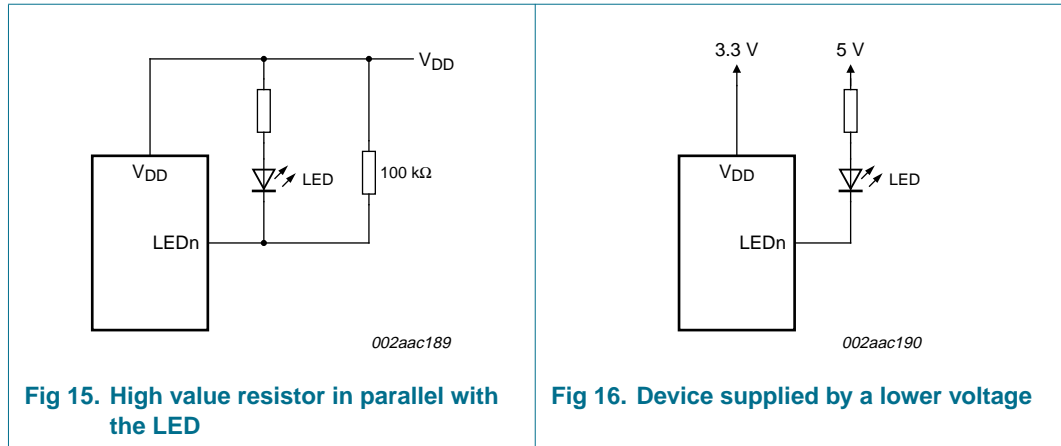 VDD
VDD
LED
100 kΩ
LEDn
002aac189
Fig 15. High value resistor in parallel with
the LED
3.3 V
5 V
VDD
LED
LEDn
002aac190
Fig 16. Device supplied by a lower voltage